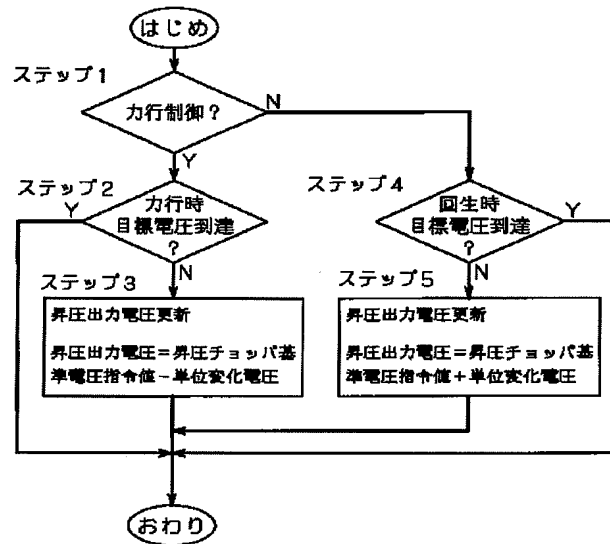 はじめ
ステップ1
力行制御?
N
Y
ステップ2
力行時
目標電圧到達
?
Y
N
ステップ3
昇圧出力電圧更新
昇圧出力電圧=昇圧チョッパ基
準電圧指令値-単位変化電圧
ステップ4
回生時
目標電圧到達
?
Y
N
ステップ5
昇圧出力電圧更新
昇圧出力電圧=昇圧チョッパ基
準電圧指令値+単位変化電圧
おわり